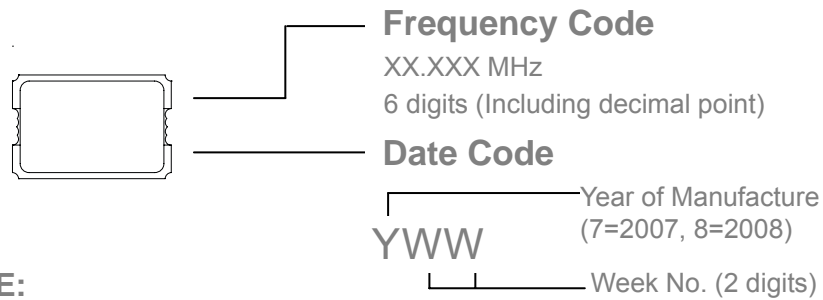 Frequency Code
XX.XXX MHz
6 digits (Including decimal point)
Date Code
Year of Manufacture
(7=2007, 8=2008)
YWW
Week No. (2 digits)
E: